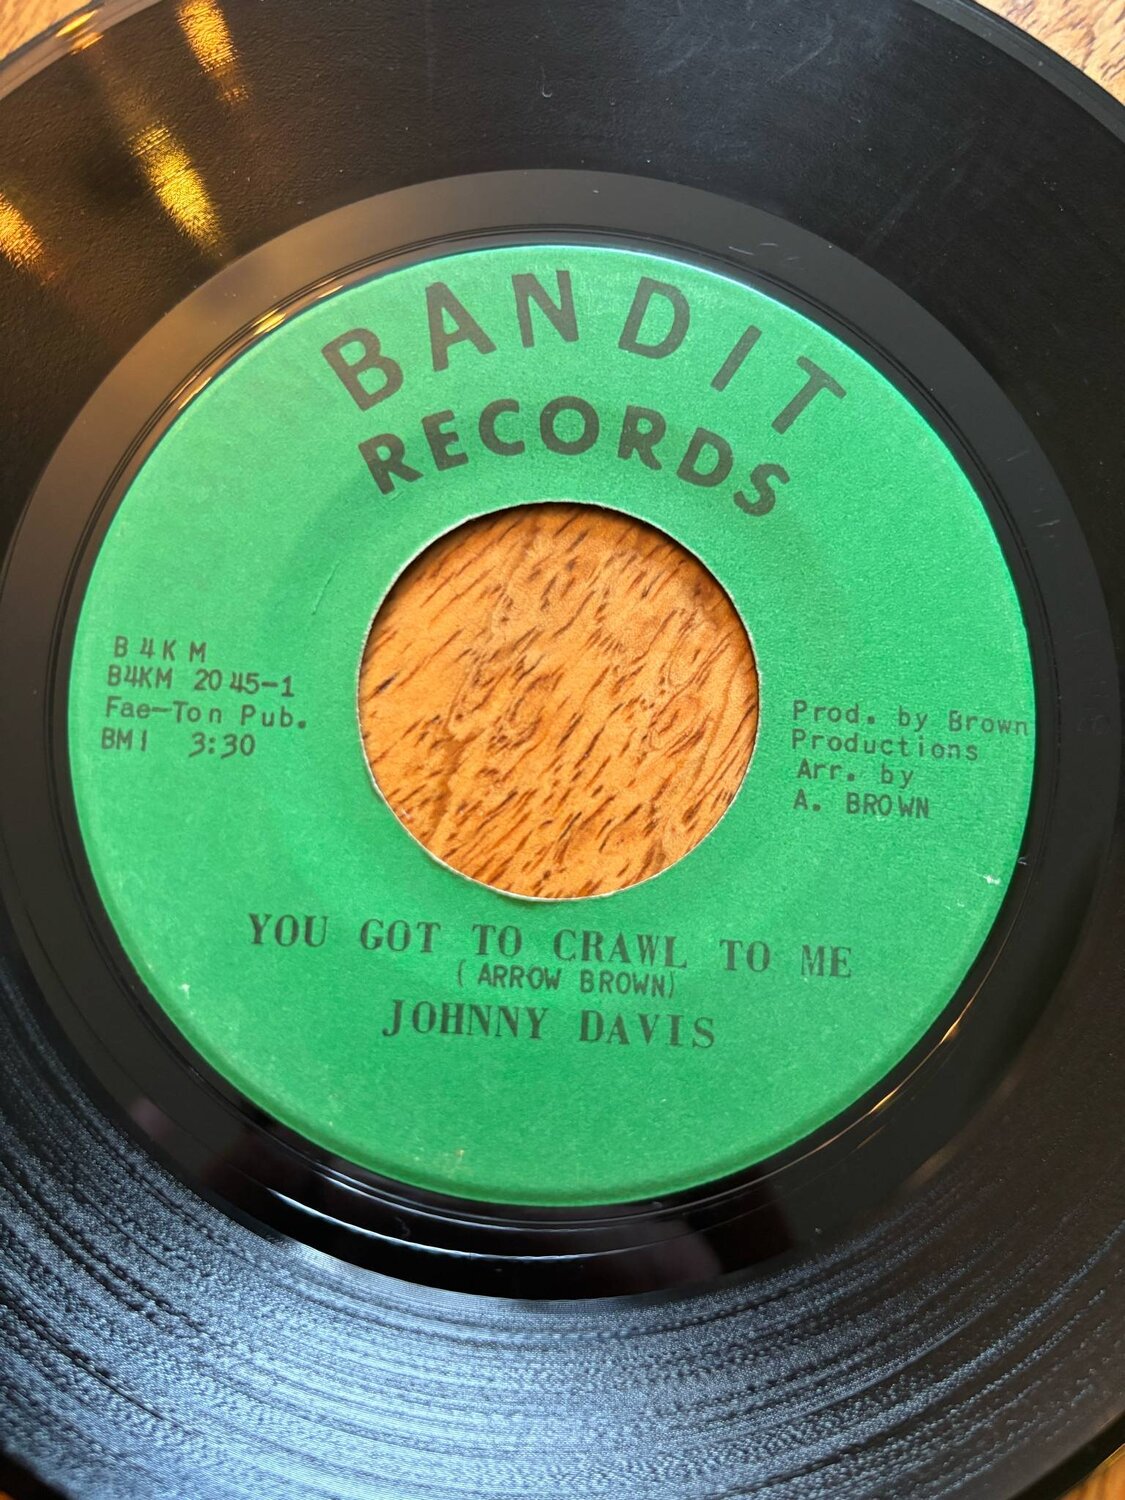 BANDIT
RECORDS
B4KM
B4KM 2045-1
Fae-Ton Pub.
BMI 3:30
Prod. by Brown
Productions
Arr. by
A. BROWN
YOU GOT TO CRAWL TO ME
(ARROW BROWN)
JOHNNY DAVIS